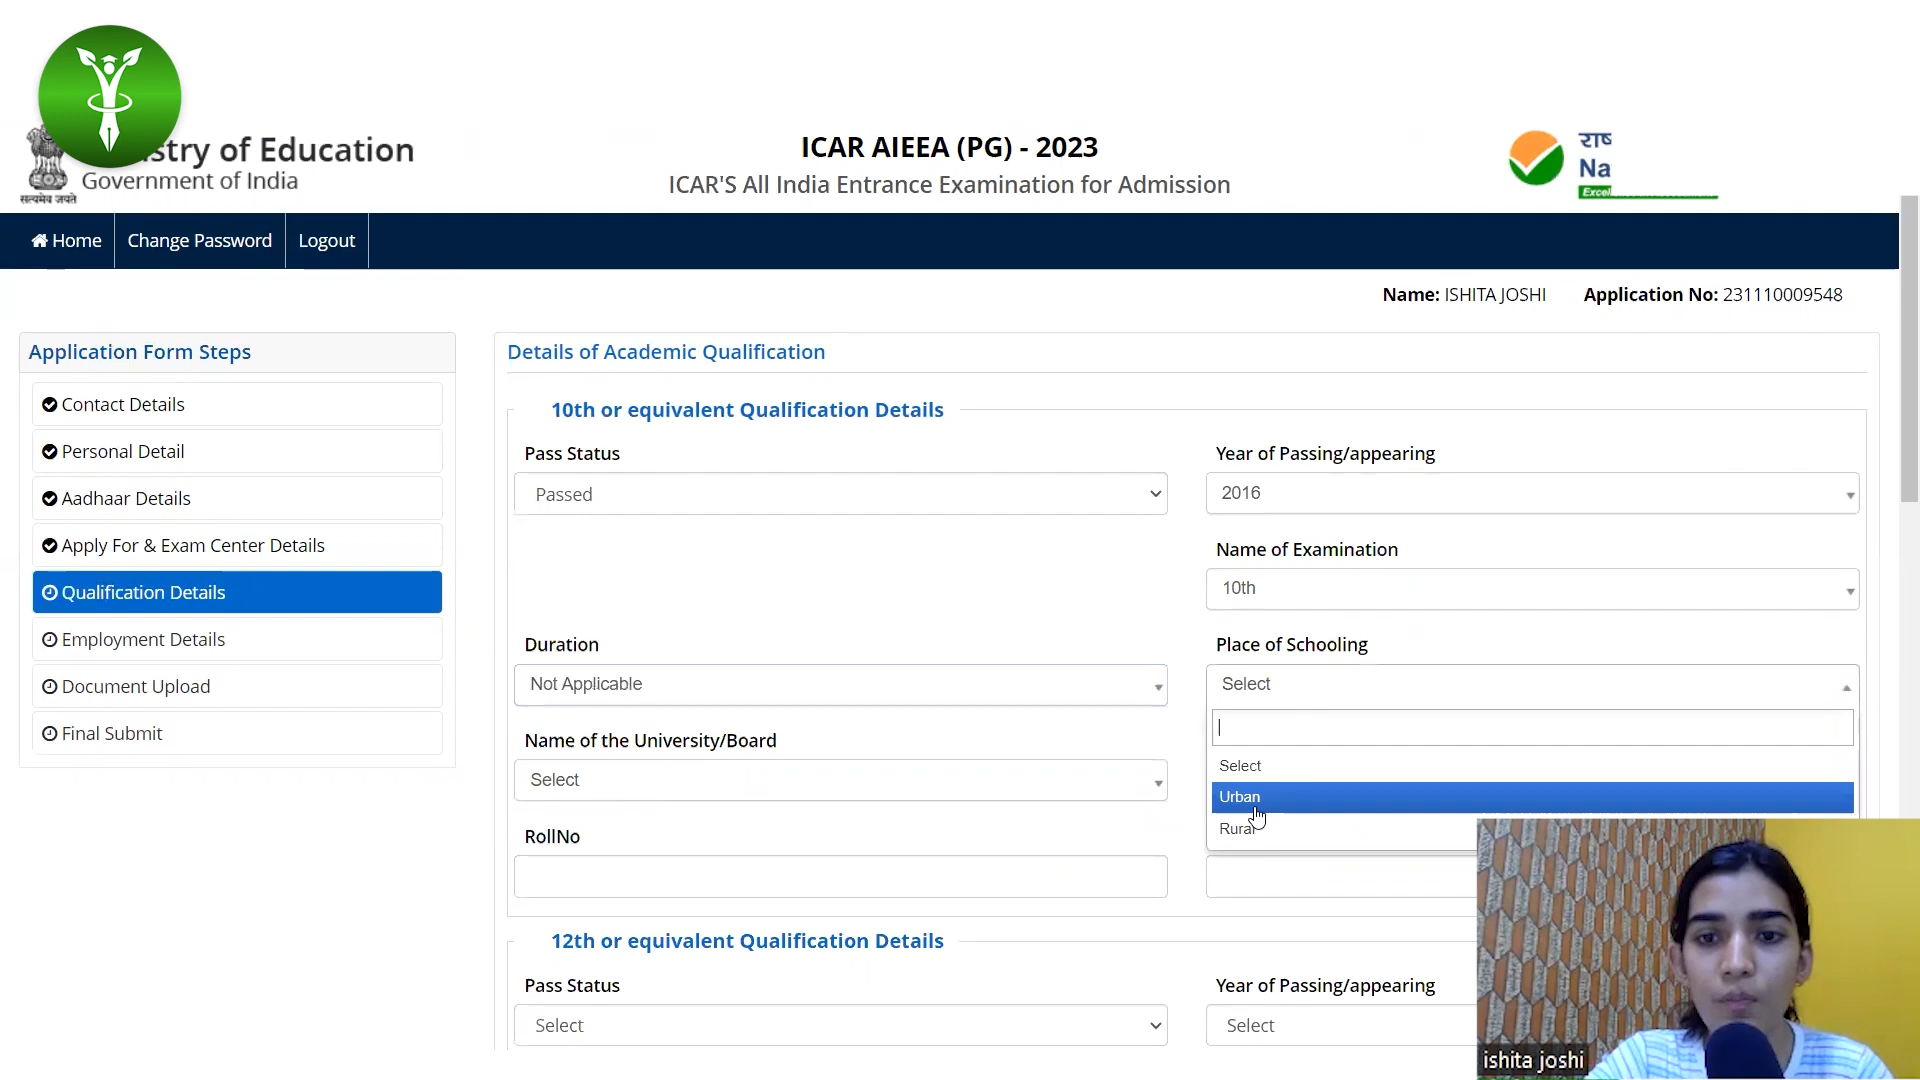 stry of Education
Government of India
सत्यमेव जयते
ICAR AIEEA (PG) - 2023
ICAR'S All India Entrance Examination for Admission
राष
Na
Excel
Home
Change Password
Logout
Name: ISHITA JOSHI
Application No: 231110009548
Application Form Steps
Contact Details
Personal Detail
Aadhaar Details
Apply For & Exam Center Details
Qualification Details
Employment Details
Document Upload
Final Submit
Details of Academic Qualification
10th or equivalent Qualification Details
Pass Status
Passed
Year of Passing/appearing
2016
Name of Examination
10th
Duration
Not Applicable
Place of Schooling
Select
Select
Urban
Rural
Name of the University/Board
Select
RollNo
12th or equivalent Qualification Details
Pass Status
Select
Year of Passing/appearing
Select
ishita joshi